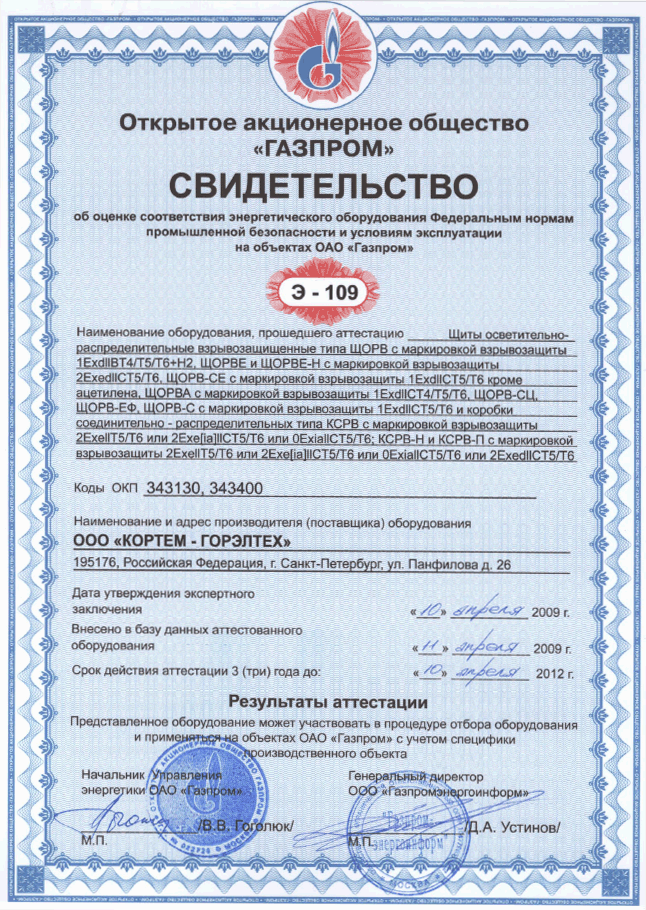 Открытое акционерное общество
«ГАЗПРОМ»
СВИДЕТЕЛЬСТВО
об оценке соответствия энергетического оборудования Федеральным нормам
промышленной безопасности и условиям эксплуатации
на объектах ОАО «Газпром»
Э - 109
Наименование оборудования, прошедшего аттестацию Щиты осветительно-
распределительные взрывозащищенные типа ЩОРВ с маркировкой взрывозащиты
1ExdIIBT4/T5/T6+H2, ЩОРВЕ и ЩОРВЕ-Н с маркировкой взрывозащиты
2ExedIICT5/T6, ЩОРВ-СЕ с маркировкой взрывозащиты 1ExdIICT5/T6 кроме
ацетилена, ЩОРВА с маркировкой взрывозащиты 1ExdIICT4/T5/T6, ЩОРВ-СЦ,
ЩОРВ-ЕФ, ЩОРВ-С с маркировкой взрывозащиты 1ExdIICT5/T6 и коробки
соединительно - распределительных типа КСРВ с маркировкой взрывозащиты
2ExeIIT5/T6 или 2Exe[ia]IICT5/T6 или 0ExiaIICT5/T6; КСРВ-Н и КСРВ-П с маркировкой
взрывозащиты 2ExeIIT5/T6 или 2Exe[ia]IICT5/T6 или 0ExiaIICT5/T6 или 2ExedIICT5/T6
Коды ОКП 343130, 343400
Наименование и адрес производителя (поставщика) оборудования
ООО «КОРТЕМ - ГОРЭЛТЕХ»
195176, Российская Федерация, г. Санкт-Петербург, ул. Панфилова д. 26
Дата утверждения экспертного
заключения «10» апреля 2009 г.
Внесено в базу данных аттестованного
оборудования «11» апреля 2009 г.
Срок действия аттестации 3 (три) года до: «10» апреля 2012 г.
Результаты аттестации
Представленное оборудование может участвовать в процедуре отбора оборудования
и применяться на объектах ОАО «Газпром» с учетом специфики
производственного объекта
Начальник Управления
энергетики ОАО «Газпром»
/В.В. Гоголюк/
М.П.
Генеральный директор
ООО «Газпромэнергоинформ»
/Д.А. Устинов/
М.П.
«Газпром-
энергоинформ»
МОСКВА